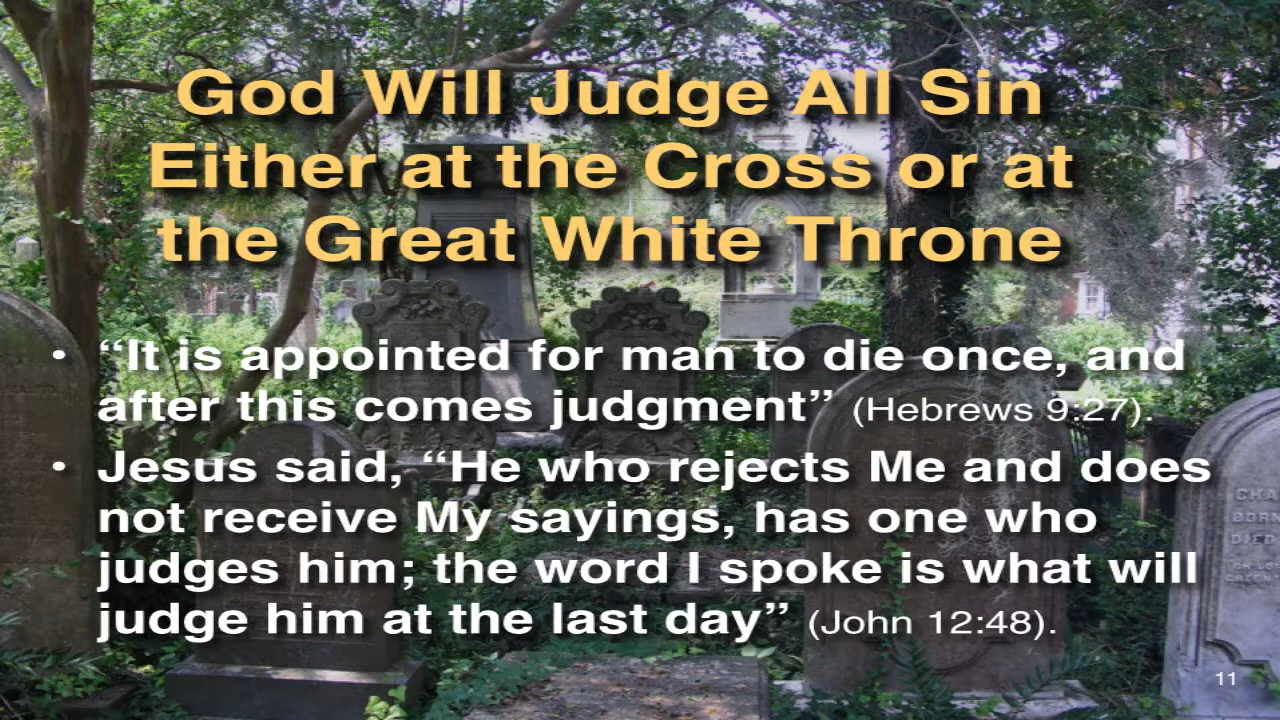 God Will Judge All Sin
Either at the Cross or at
the Great White Throne
• “It is appointed for man to die once, and
after this comes judgment” (Hebrews 9:27).
• Jesus said, “He who rejects Me and does
not receive My sayings, has one who
judges him; the word I spoke is what will
judge him at the last day” (John 12:48).
CHA
BORN
DIED
11